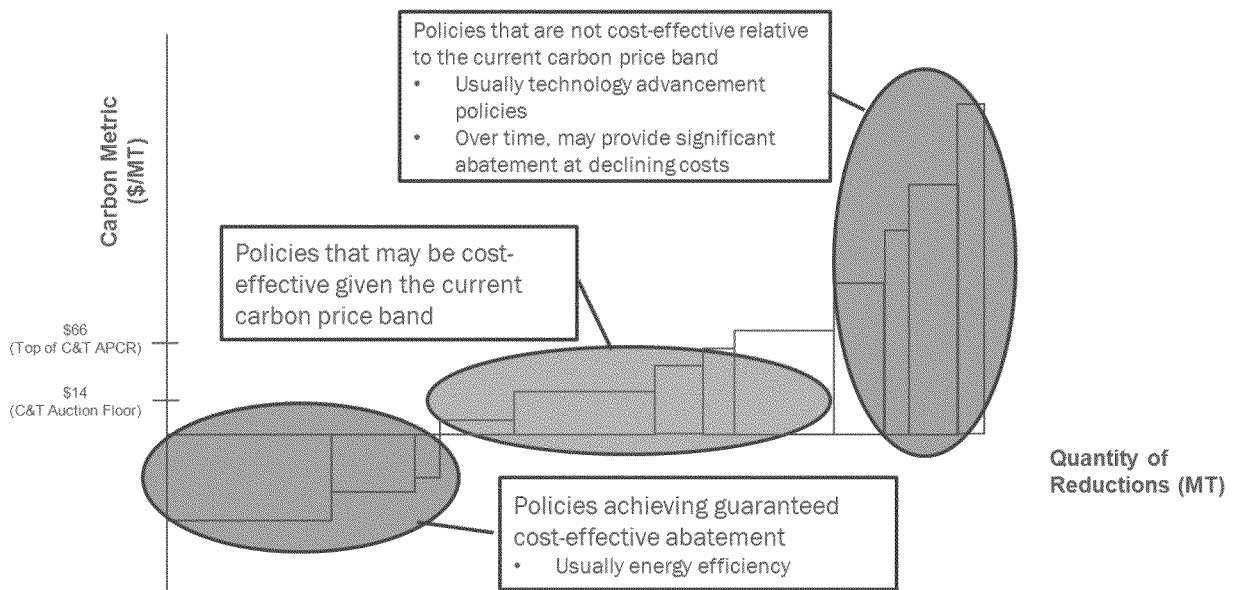 Policies that are not cost-effective relative
to the current carbon price band
• Usually technology advancement
policies
• Over time, may provide significant
abatement at declining costs
Carbon Metric
($/MT)
Policies that may be cost-
effective given the current
carbon price band
$66
(Top of C&T APCR)
$14
(C&T Auction Floor)
Quantity of
Reductions (MT)
Policies achieving guaranteed
cost-effective abatement
• Usually energy efficiency